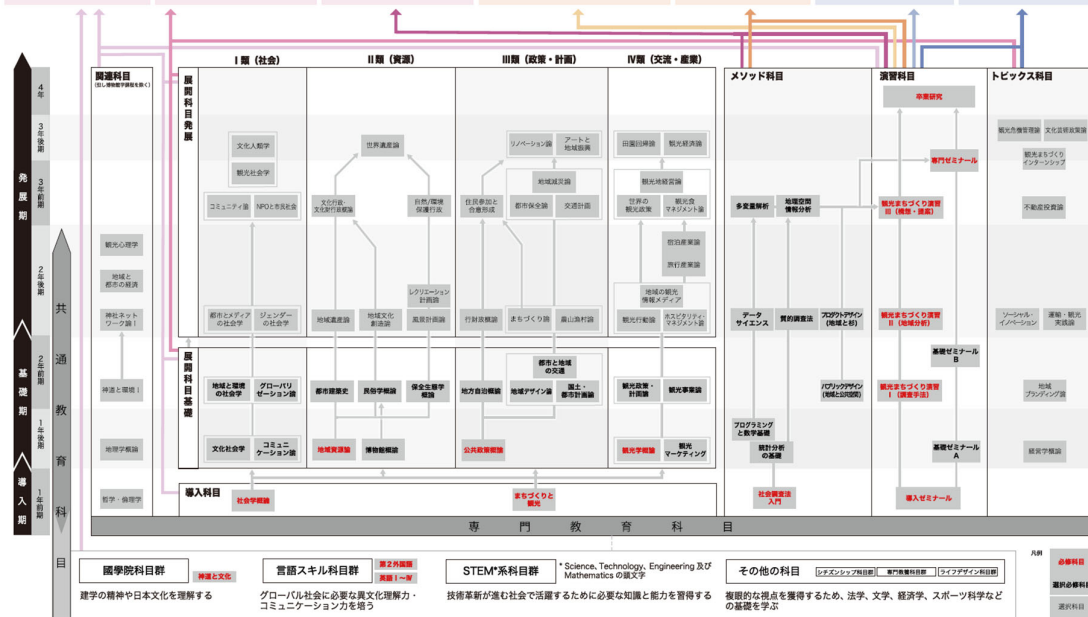 関連科目
(但し博物館学課程を除く)
Ⅰ類(社会)
Ⅱ類(資源)
Ⅲ類(政策・計画)
Ⅳ類(交流・産業)
メソッド科目
演習科目
トピックス科目
展開科目発展
4年
3年後期
3年前期
2年後期
2年前期
1年後期
1年前期
発展期
基礎期
導入期
共通教育科目
卒業研究
文化人類学
観光社会学
世界遺産論
リノベーション論
アートと
地域振興
田園回帰論
観光経済論
専門ゼミナール
観光危機管理論
文化芸術政策論
観光まちづくり
インターンシップ
コミュニティ論
NPOと市民社会
文化行政・
文化財行政概論
自然/環境
保護行政
住民参加と
合意形成
地域減災論
都市保全論
交通計画
観光地経営論
世界の
観光政策
観光食
マネジメント論
多変量解析
地理空間
情報分析
観光まちづくり演習
Ⅲ(構想・提案)
不動産投資論
観光心理学
地域と
都市の経済
神社ネット
ワーク論Ⅰ
宿泊産業論
旅行産業論
レクリエーション
計画論
地域の観光
情報メディア
都市とメディア
の社会学
ジェンダー
の社会学
地域遺産論
地域文化
創造論
風景計画論
行財政概論
まちづくり論
農山漁村論
観光行動論
ホスピタリティ・
マネジメント論
データ
サイエンス
質的調査法
プロダクトデザイン
(地域と杉)
観光まちづくり演習
Ⅱ(地域分析)
ソーシャル・
イノベーション
運輸・観光
実践論
展開科目基礎
神道と環境Ⅰ
地域と環境
の社会学
グローバリ
ゼーション論
都市建築史
民俗学概論
保全生態学
概論
地方自治概論
都市と地域
の交通
地域デザイン論
国土・
都市計画論
観光政策・
計画論
観光事業論
パブリックデザイン
(地域と公共空間)
観光まちづくり演習
Ⅰ(調査手法)
基礎ゼミナール
B
地域
ブランディング論
地理学概論
文化社会学
コミュニ
ケーション論
地域資源論
博物館概論
公共政策概論
観光学概論
観光
マーケティング
プログラミング
と数学基礎
統計分析
の基礎
基礎ゼミナール
A
経営学概論
導入科目
哲学・倫理学
社会学概論
まちづくりと
観光
社会調査法
入門
導入ゼミナール
専門教育科目
國學院科目群
神道と文化
建学の精神や日本文化を理解する
言語スキル科目群
第2外国語
英語Ⅰ〜Ⅳ
グローバル社会に必要な異文化理解力・
コミュニケーション力を培う
STEM*系科目群
* Science、Technology、Engineering 及び
Mathematics の頭文字
技術革新が進む社会で活躍するために必要な知識と能力を習得する
その他の科目
シチズンシップ科目群
専門教養科目群
ライフデザイン科目群
複眼的な視点を獲得するため、法学、文学、経済学、スポーツ科学など
の基礎を学ぶ
凡例
必修科目
選択必修科目
選択科目